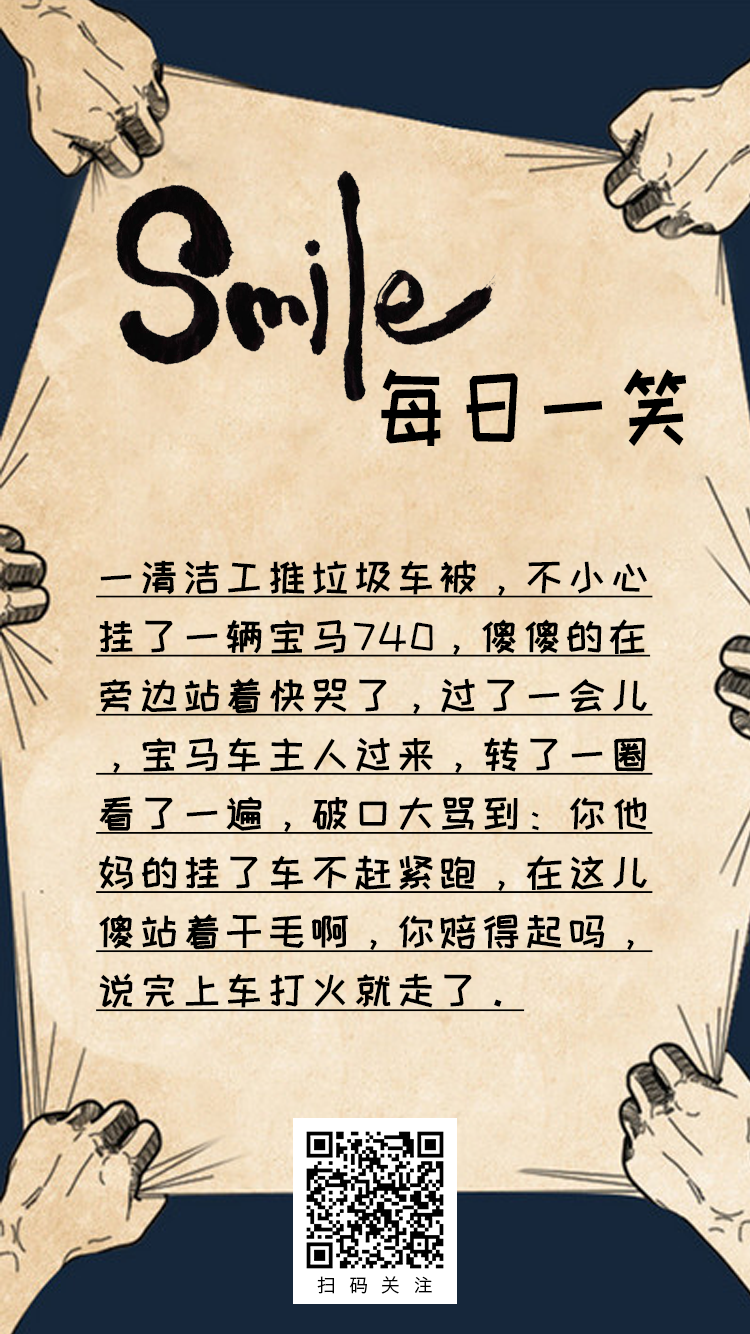 Smile
每日一笑
一清洁工推垃圾车被，不小心
挂了一辆宝马740，傻傻的在
旁边站着快哭了，过了一会儿
，宝马车主人过来，转了一圈
看了一遍，破口大骂到：你他
妈的挂了车不赶紧跑，在这儿
傻站着干毛啊，你赔得起吗，
说完上车打火就走了．
扫码关注